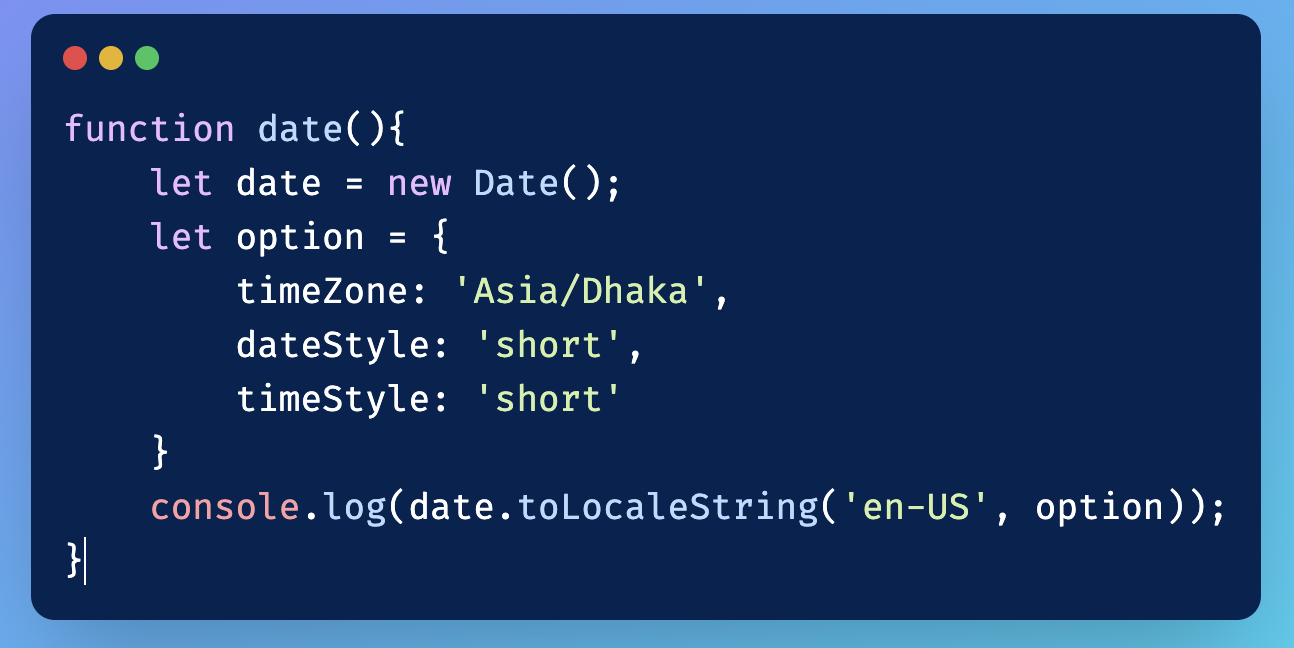 function date(){
    let date = new Date();
    let option = {
        timeZone: 'Asia/Dhaka',
        dateStyle: 'short',
        timeStyle: 'short'
    }
    console.log(date.toLocaleString('en-US', option));
}